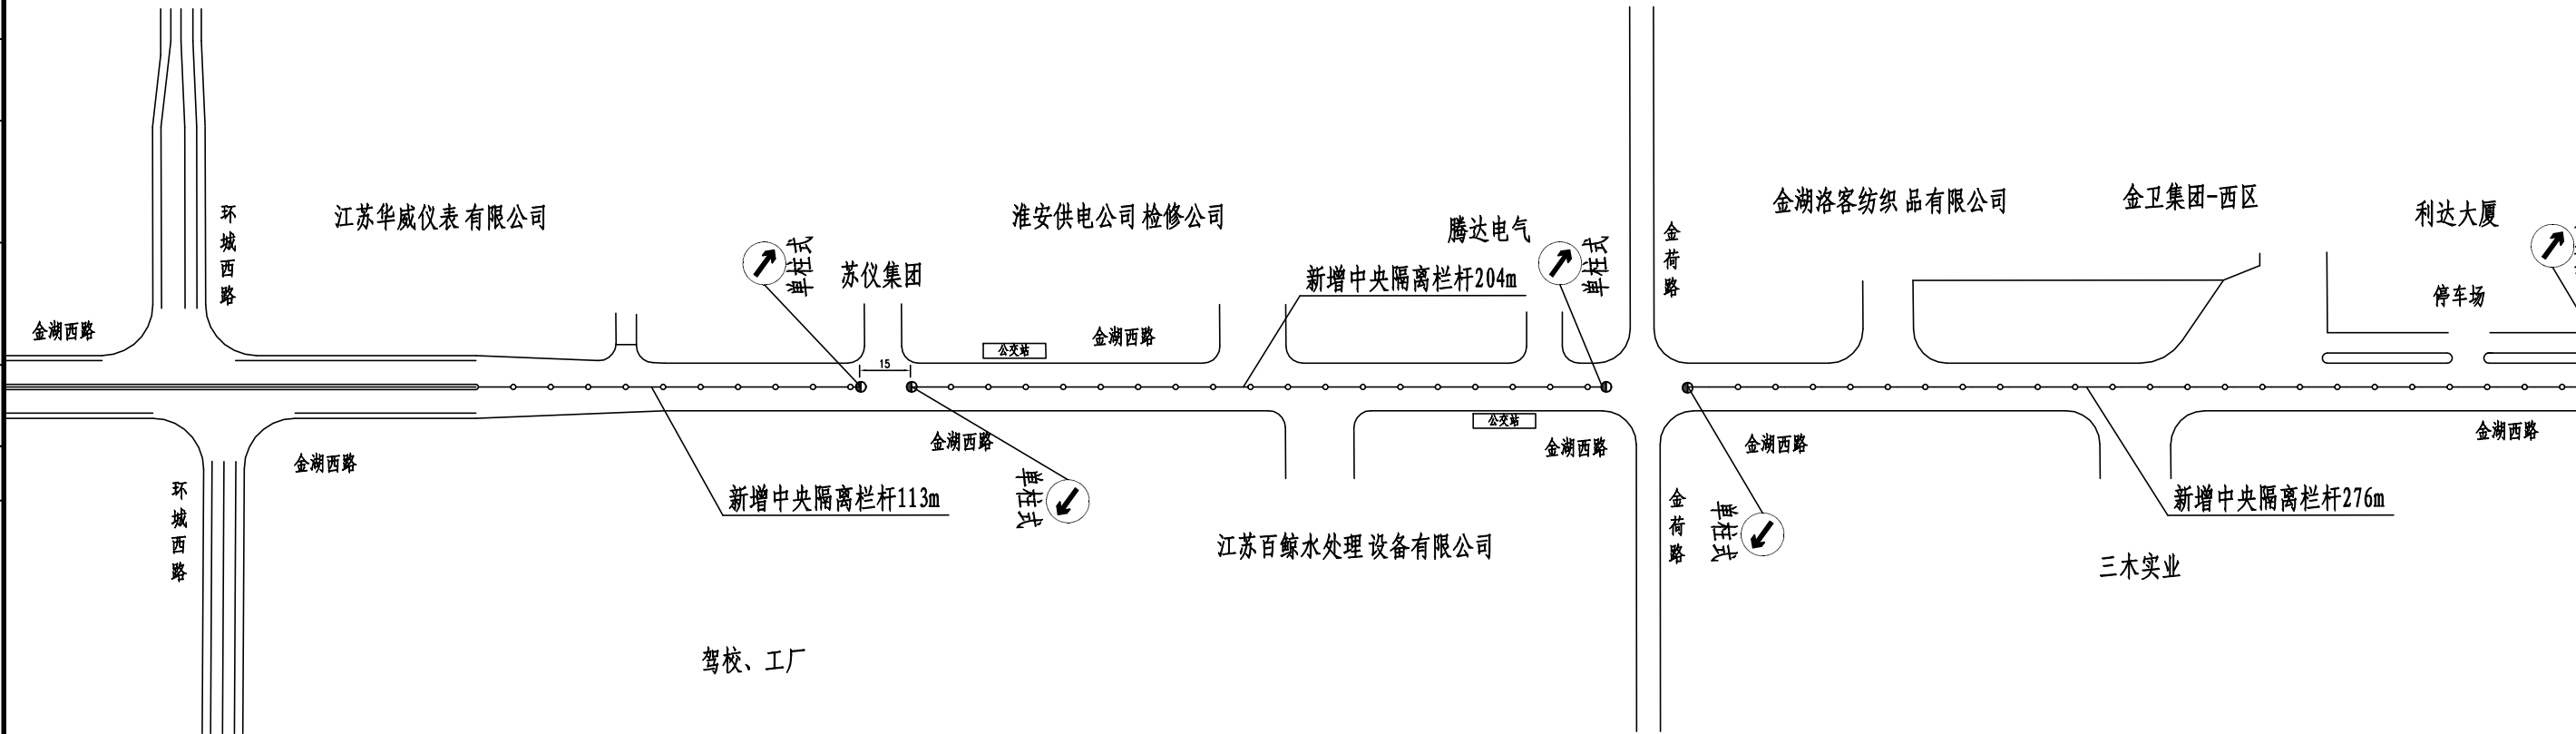 环城西路
江苏华威仪表 有限公司
金湖西路
单柱式
苏仪集团
15
淮安供电公司 检修公司
公交站
金湖西路
新增中央隔离栏杆204m
腾达电气
单柱式
金荷路
金湖洛客纺织 品有限公司
金卫集团-西区
利达大厦
停车场
金湖西路
环城西路
新增中央隔离栏杆113m
金湖西路
单柱式
江苏百鲸水处理 设备有限公司
公交站
金湖西路
金荷路
金湖西路
单柱式
新增中央隔离栏杆276m
三木实业
金湖西路
驾校、工厂